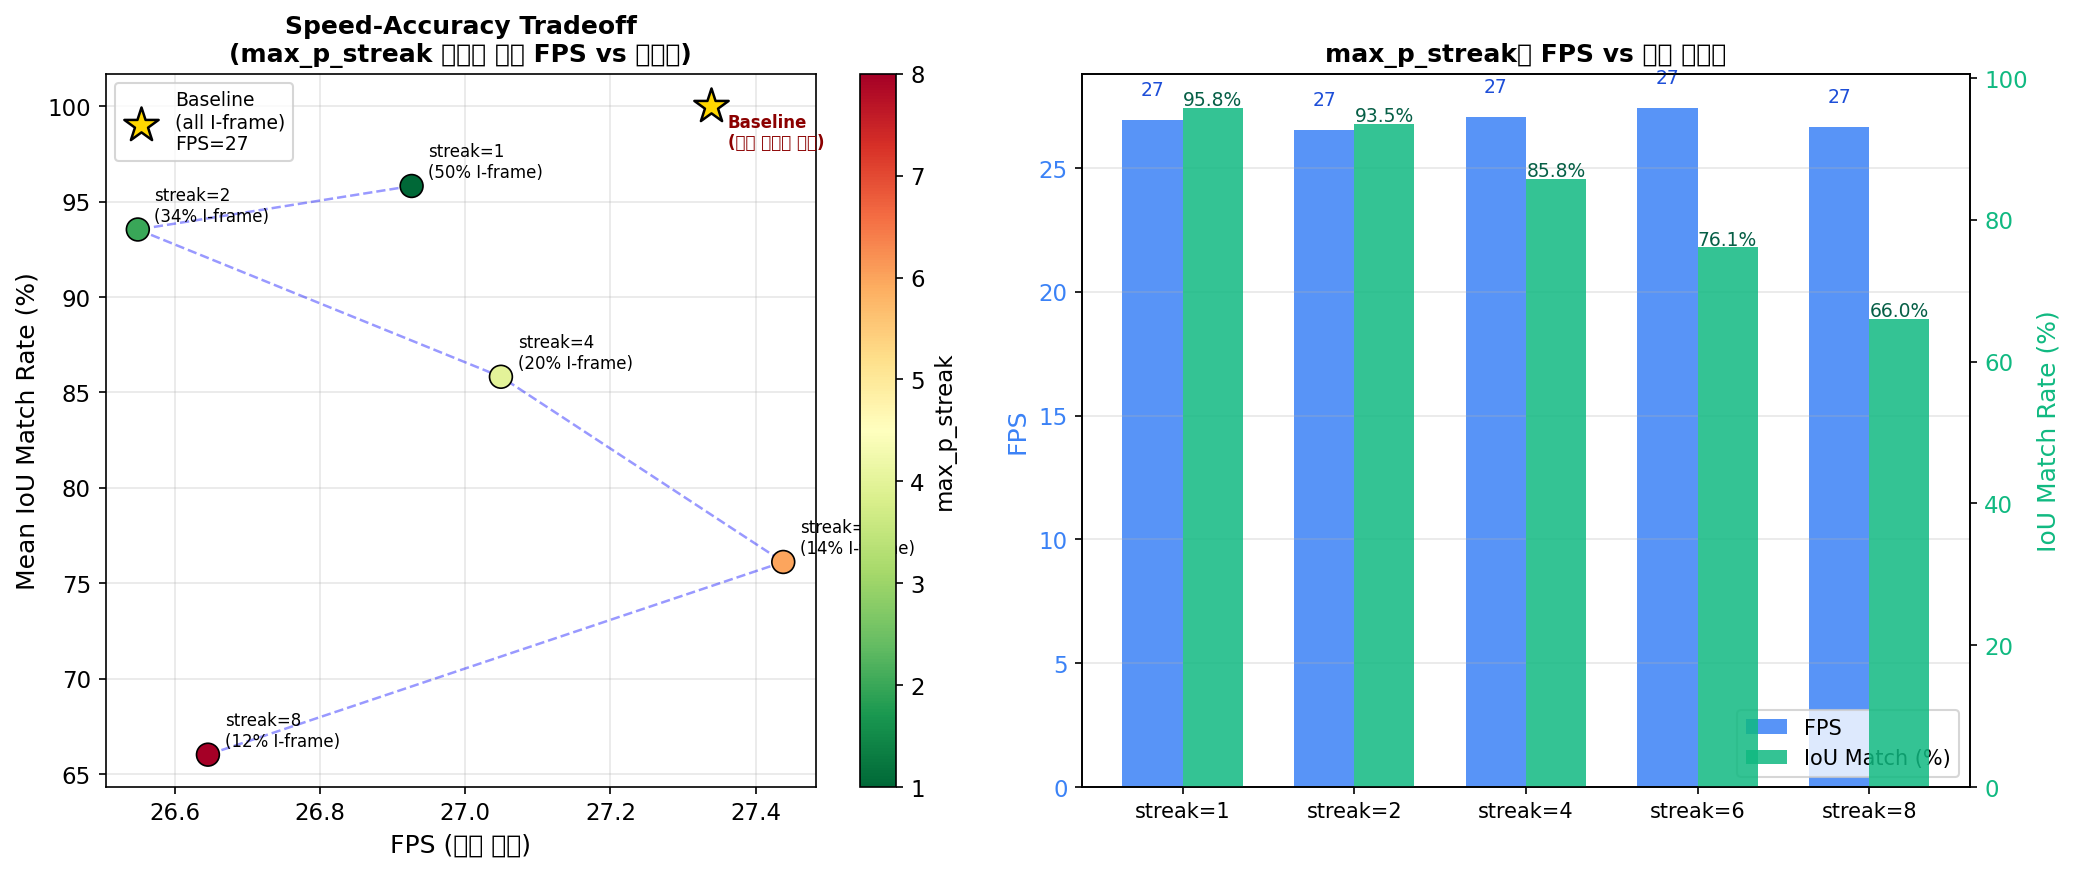 Speed-Accuracy Tradeoff
(max_p_streak FPS vs )
100
95
90
85
80
75
70
65
Mean IoU Match Rate (%)
Baseline
(all I-frame)
FPS=27
Baseline
streak=1
(50% I-frame)
streak=2
(34% I-frame)
streak=4
(20% I-frame)
streak=
(14% I- e)
streak=8
(12% I-frame)
26.6
26.8
27.0
27.2
27.4
FPS
8
7
6
5
4
3
2
1
max_p_streak
max_p_streak FPS vs
27
95.8%
27
93.5%
27
85.8%
27
76.1%
27
66.0%
25
20
15
10
5
0
FPS
100
80
60
40
20
0
IoU Match Rate (%)
FPS
IoU Match (%)
streak=1
streak=2
streak=4
streak=6
streak=8